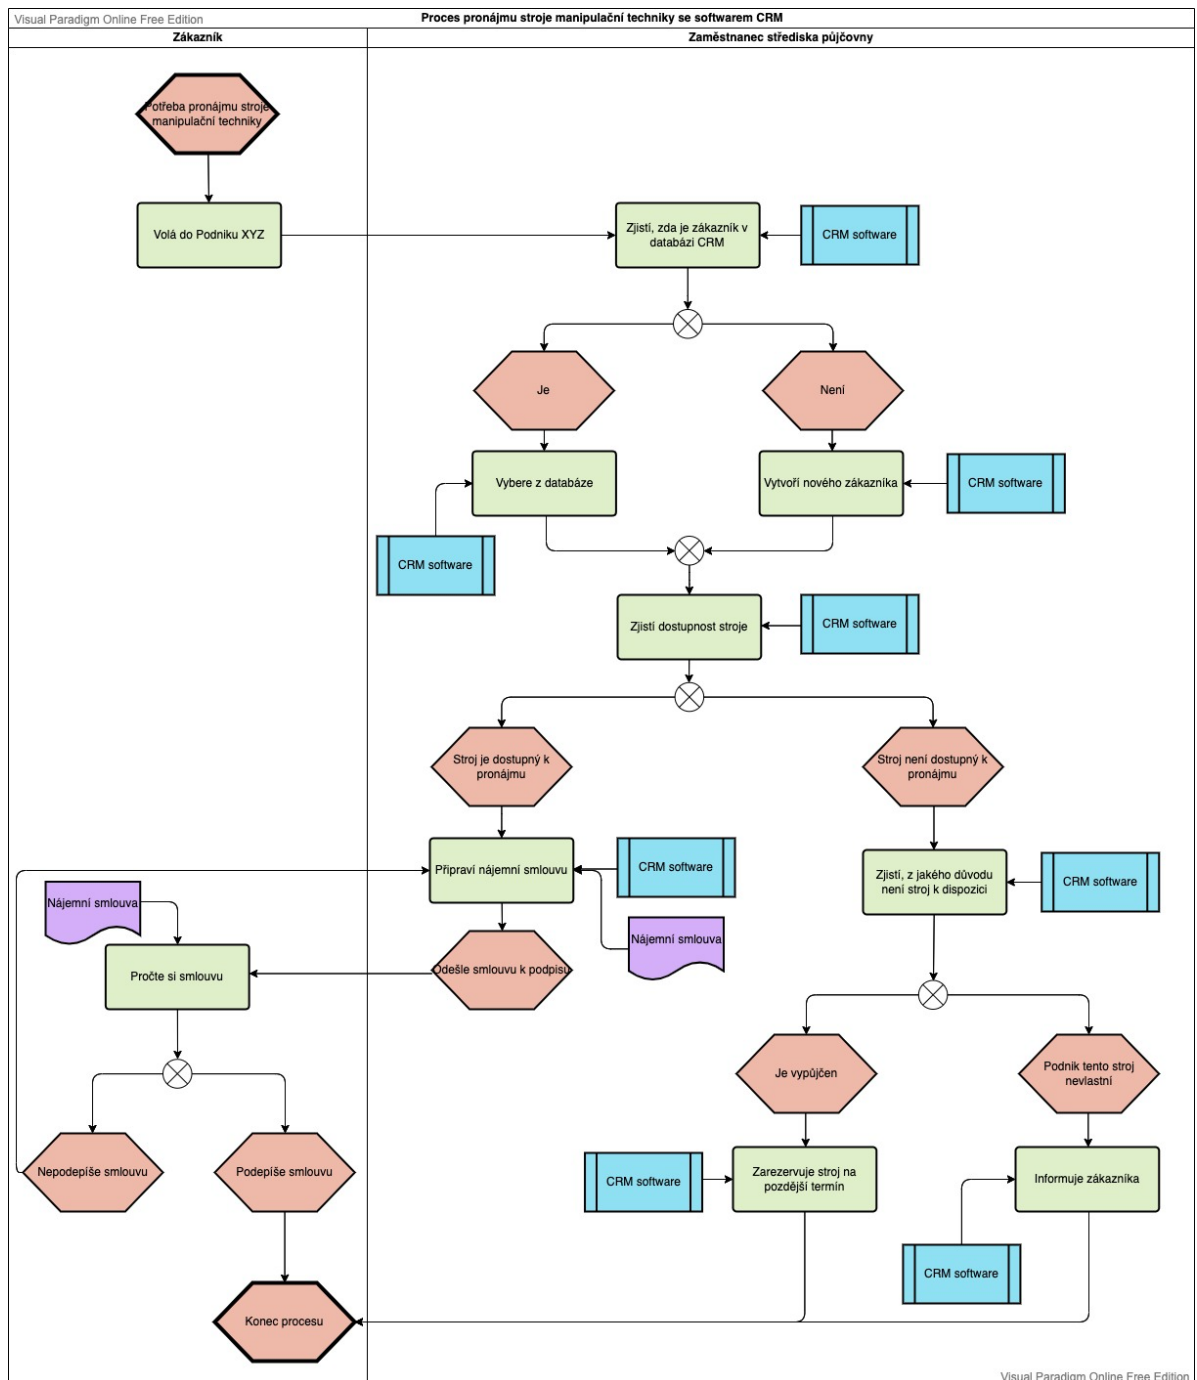 Visual Paradigm Online Free Edition
Proces pronájmu stroje manipulační techniky se softwarem CRM
Zákazník
Zaměstnanec střediska půjčovny
Potřeba pronájmu stroje
manipulační techniky
Volá do Podniku XYZ
Zjistí, zda je zákazník v
databázi CRM
CRM software
Je
Není
Vybere z databáze
Vytvoří nového zákazníka
CRM software
CRM software
Zjistí dostupnost stroje
CRM software
Stroj je dostupný k
pronájmu
Stroj není dostupný k
pronájmu
Připraví nájemní smlouvu
CRM software
Zjistí, z jakého důvodu
není stroj k dispozici
CRM software
Nájemní smlouva
Nájemní smlouva
Pročte si smlouvu
Odešle smlouvu k podpisu
Je vypůjčen
Podnik tento stroj
nevlastní
Nepodepíše smlouvu
Podepíše smlouvu
CRM software
Zarezervuje stroj na
pozdější termín
Informuje zákazníka
CRM software
Konec procesu
Visual Paradigm Online Free Edition